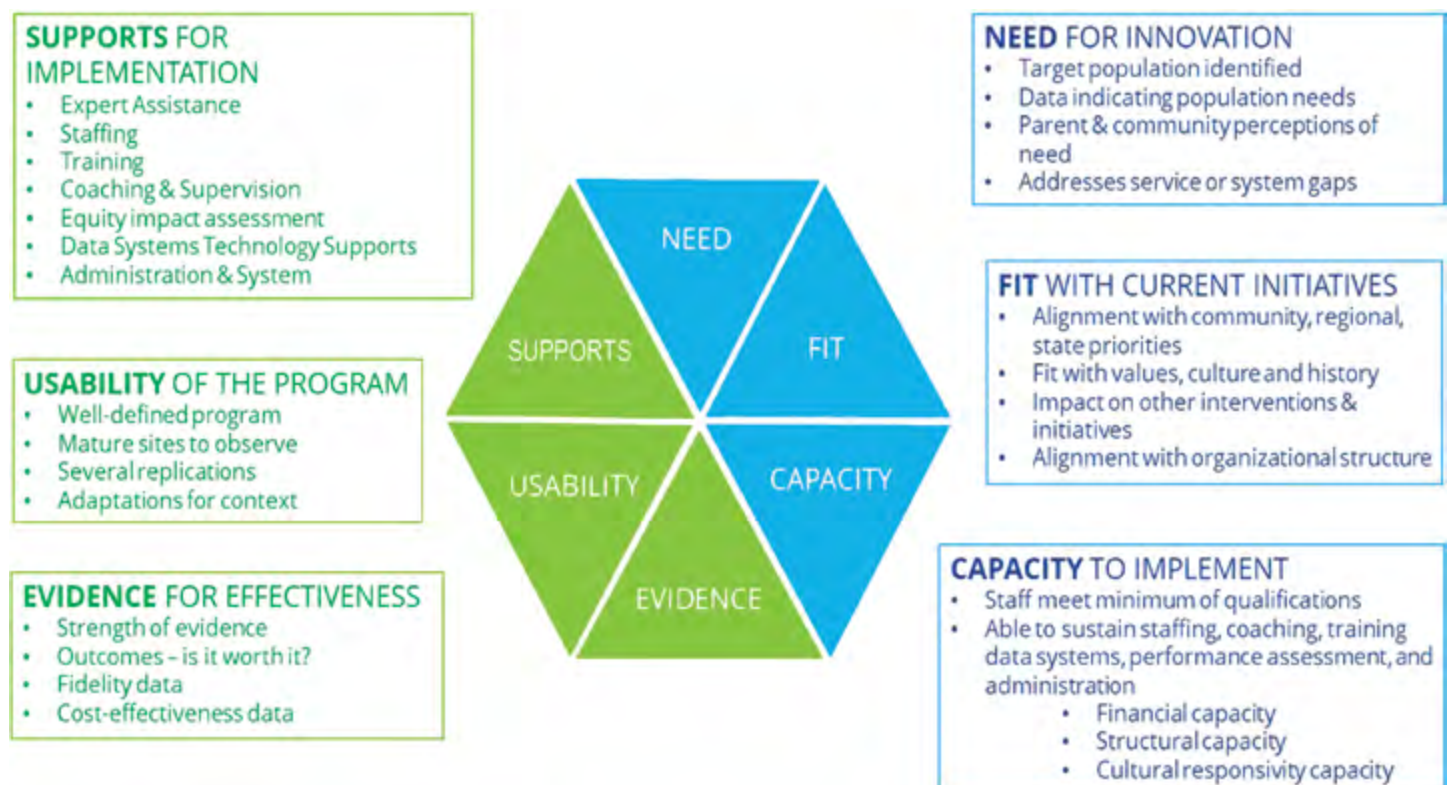 SUPPORTS FOR
IMPLEMENTATION
• Expert Assistance
• Staffing
• Training
• Coaching & Supervision
• Equity impact assessment
• Data Systems Technology Supports
• Administration & System
USABILITY OF THE PROGRAM
• Well-defined program
• Mature sites to observe
• Several replications
• Adaptations for context
EVIDENCE FOR EFFECTIVENESS
• Strength of evidence
• Outcomes – is it worth it?
• Fidelity data
• Cost-effectiveness data
NEED
FIT
SUPPORTS
USABILITY
CAPACITY
EVIDENCE
NEED FOR INNOVATION
• Target population identified
• Data indicating population needs
• Parent & community perceptions of
need
• Addresses service or system gaps
FIT WITH CURRENT INITIATIVES
• Alignment with community, regional,
state priorities
• Fit with values, culture and history
• Impact on other interventions &
initiatives
• Alignment with organizational structure
CAPACITY TO IMPLEMENT
• Staff meet minimum of qualifications
• Able to sustain staffing, coaching, training
data systems, performance assessment, and
administration
• Financial capacity
• Structural capacity
• Cultural responsivity capacity